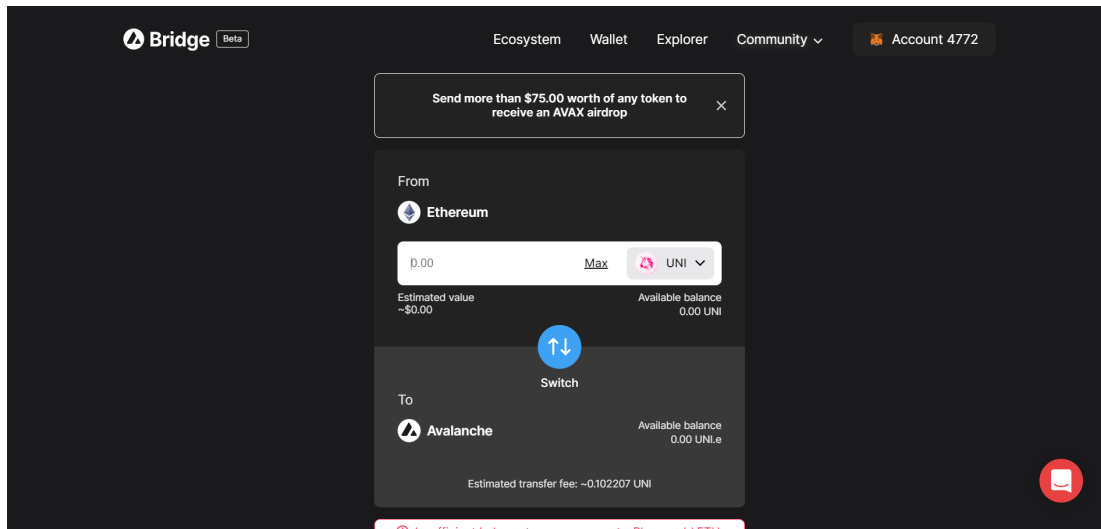 Bridge Beta
Ecosystem Wallet Explorer Community Account 4772
Send more than $75.00 worth of any token to
receive an AVAX airdrop
From
Ethereum
0.00 Max UNI
Estimated value Available balance
~$0.00 0.00 UNI
Switch
To
Avalanche
Available balance
0.00 UNI.e
Estimated transfer fee: ~0.102207 UNI